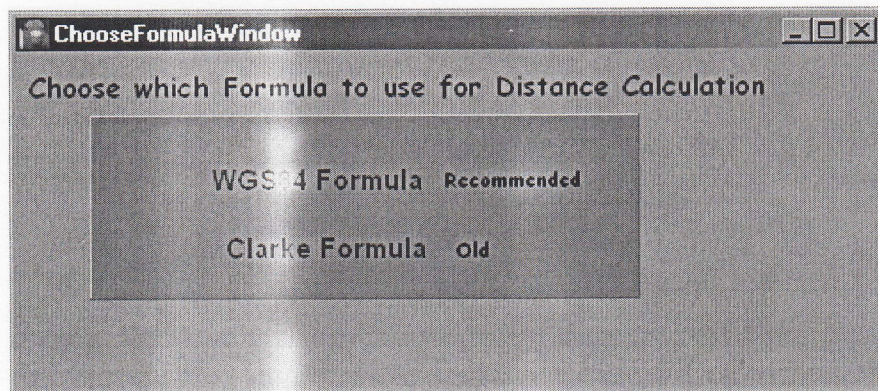 ChooseFormulaWindow
Choose which Formula to use for Distance Calculation
WGS84 Formula Recommended
Clarke Formula Old